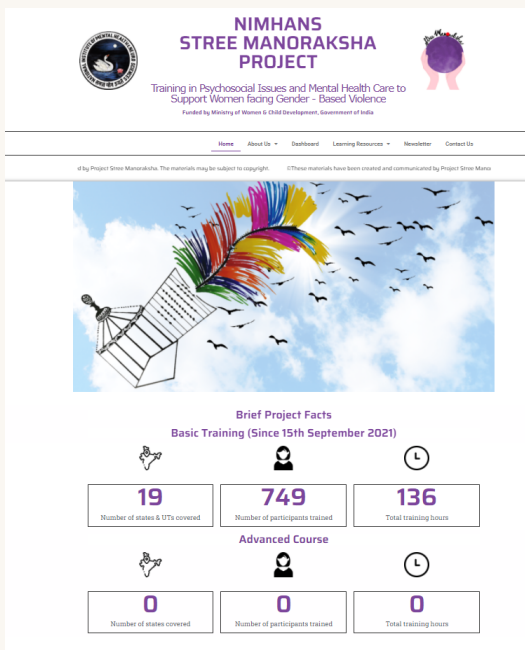 NIMHANS
STREE MANORAKSHA
PROJECT
Training in Psychosocial Issues and Mental Health Care to
Support Women facing Gender - Based Violence
Funded by Ministry of Women & Child Development, Government of India
Home About Us Dashboard Learning Resources Newsletter Contact Us
d by Project Stree Manoraksha. The materials may be subject to copyright. ©These materials have been created and communicated by Project Stree Mano
Brief Project Facts
Basic Training (Since 15th September 2021)
19 749 136
Number of states & UTs covered Number of participants trained Total training hours
Advanced Course
0 0 0
Number of states covered Number of participants trained Total training hours